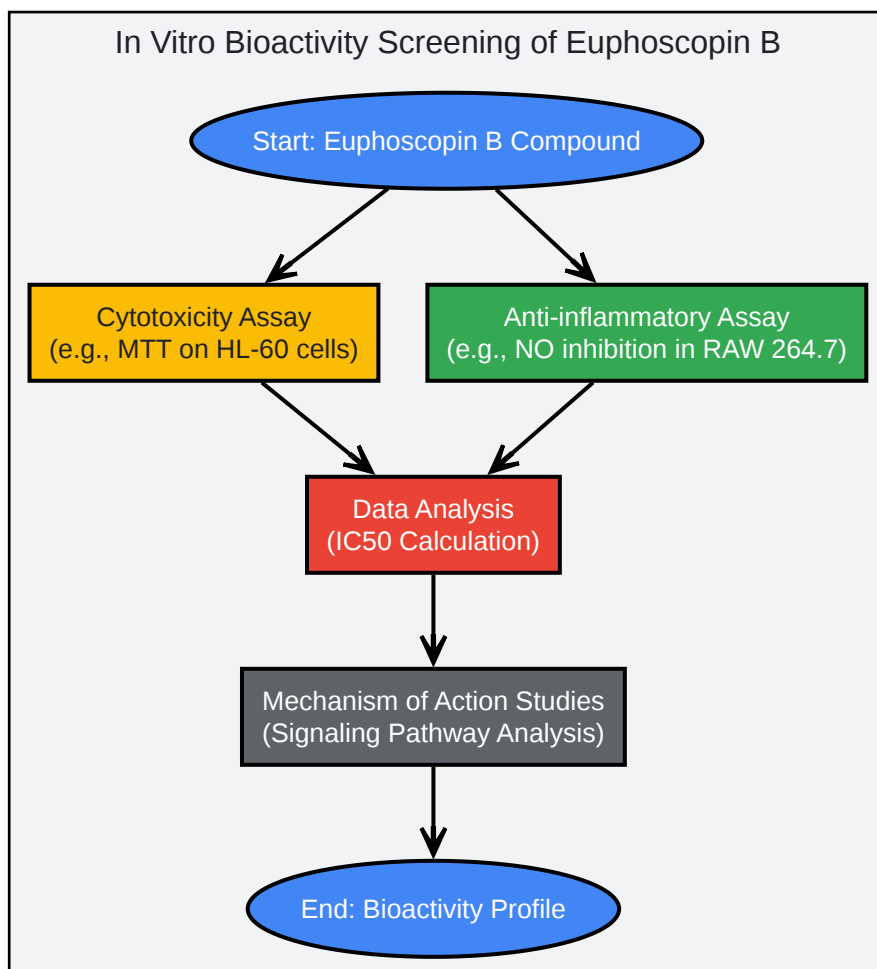 In Vitro Bioactivity Screening of Euphoscopin B
Start: Euphoscopin B Compound
Cytotoxicity Assay
(e.g., MTT on HL-60 cells)
Anti-inflammatory Assay
(e.g., NO inhibition in RAW 264.7)
Data Analysis
(IC50 Calculation)
Mechanism of Action Studies
(Signaling Pathway Analysis)
End: Bioactivity Profile